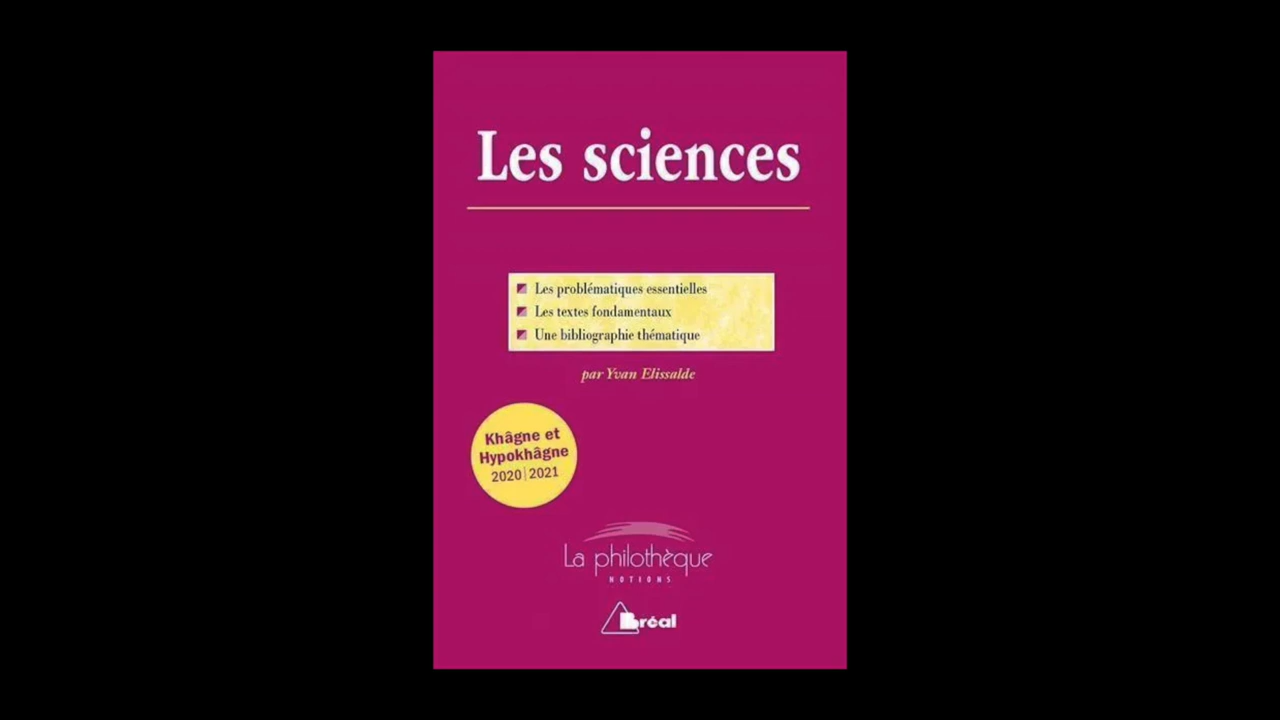 Les sciences
Les problématiques essentielles
Les textes fondamentaux
Une bibliographie thématique
par Yvan Elissalde
Khâgne et
Hypokhâgne
2020|2021
La philothèque
NOTIONS
Bréal